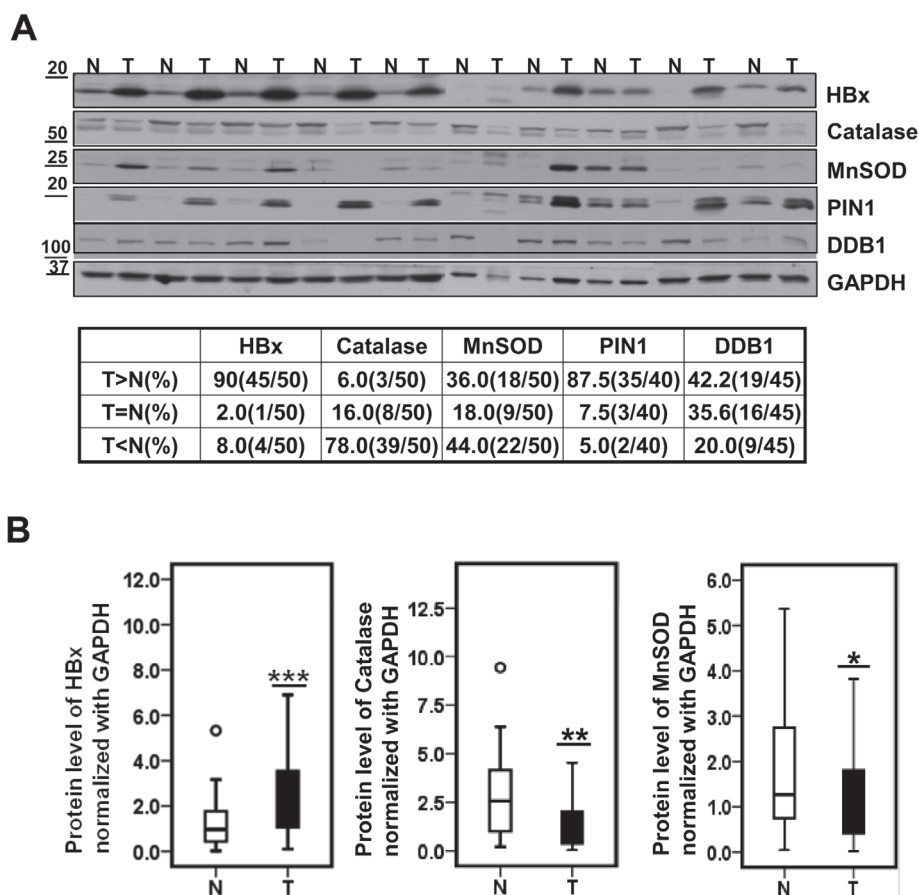 A
N T N T N T N T N T N T N T N T N T N T
20
HBx
Catalase
50
25
MnSOD
20
PIN1
DDB1
100
37
GAPDH
HBx Catalase MnSOD PIN1 DDB1
T>N(%) 90(45/50) 6.0(3/50) 36.0(18/50) 87.5(35/40) 42.2(19/45)
T=N(%) 2.0(1/50) 16.0(8/50) 18.0(9/50) 7.5(3/40) 35.6(16/45)
T<N(%) 8.0(4/50) 78.0(39/50) 44.0(22/50) 5.0(2/40) 20.0(9/45)
B
Protein level of HBx
normalized with GAPDH
12.0
10.0
8.0
6.0
4.0
2.0
0.0
***
N T
Protein level of Catalase
normalized with GAPDH
12.5
10.0
7.5
5.0
2.5
0.0
**
N T
Protein level of MnSOD
normalized with GAPDH
6.0
5.0
4.0
3.0
2.0
1.0
0.0
*
N T